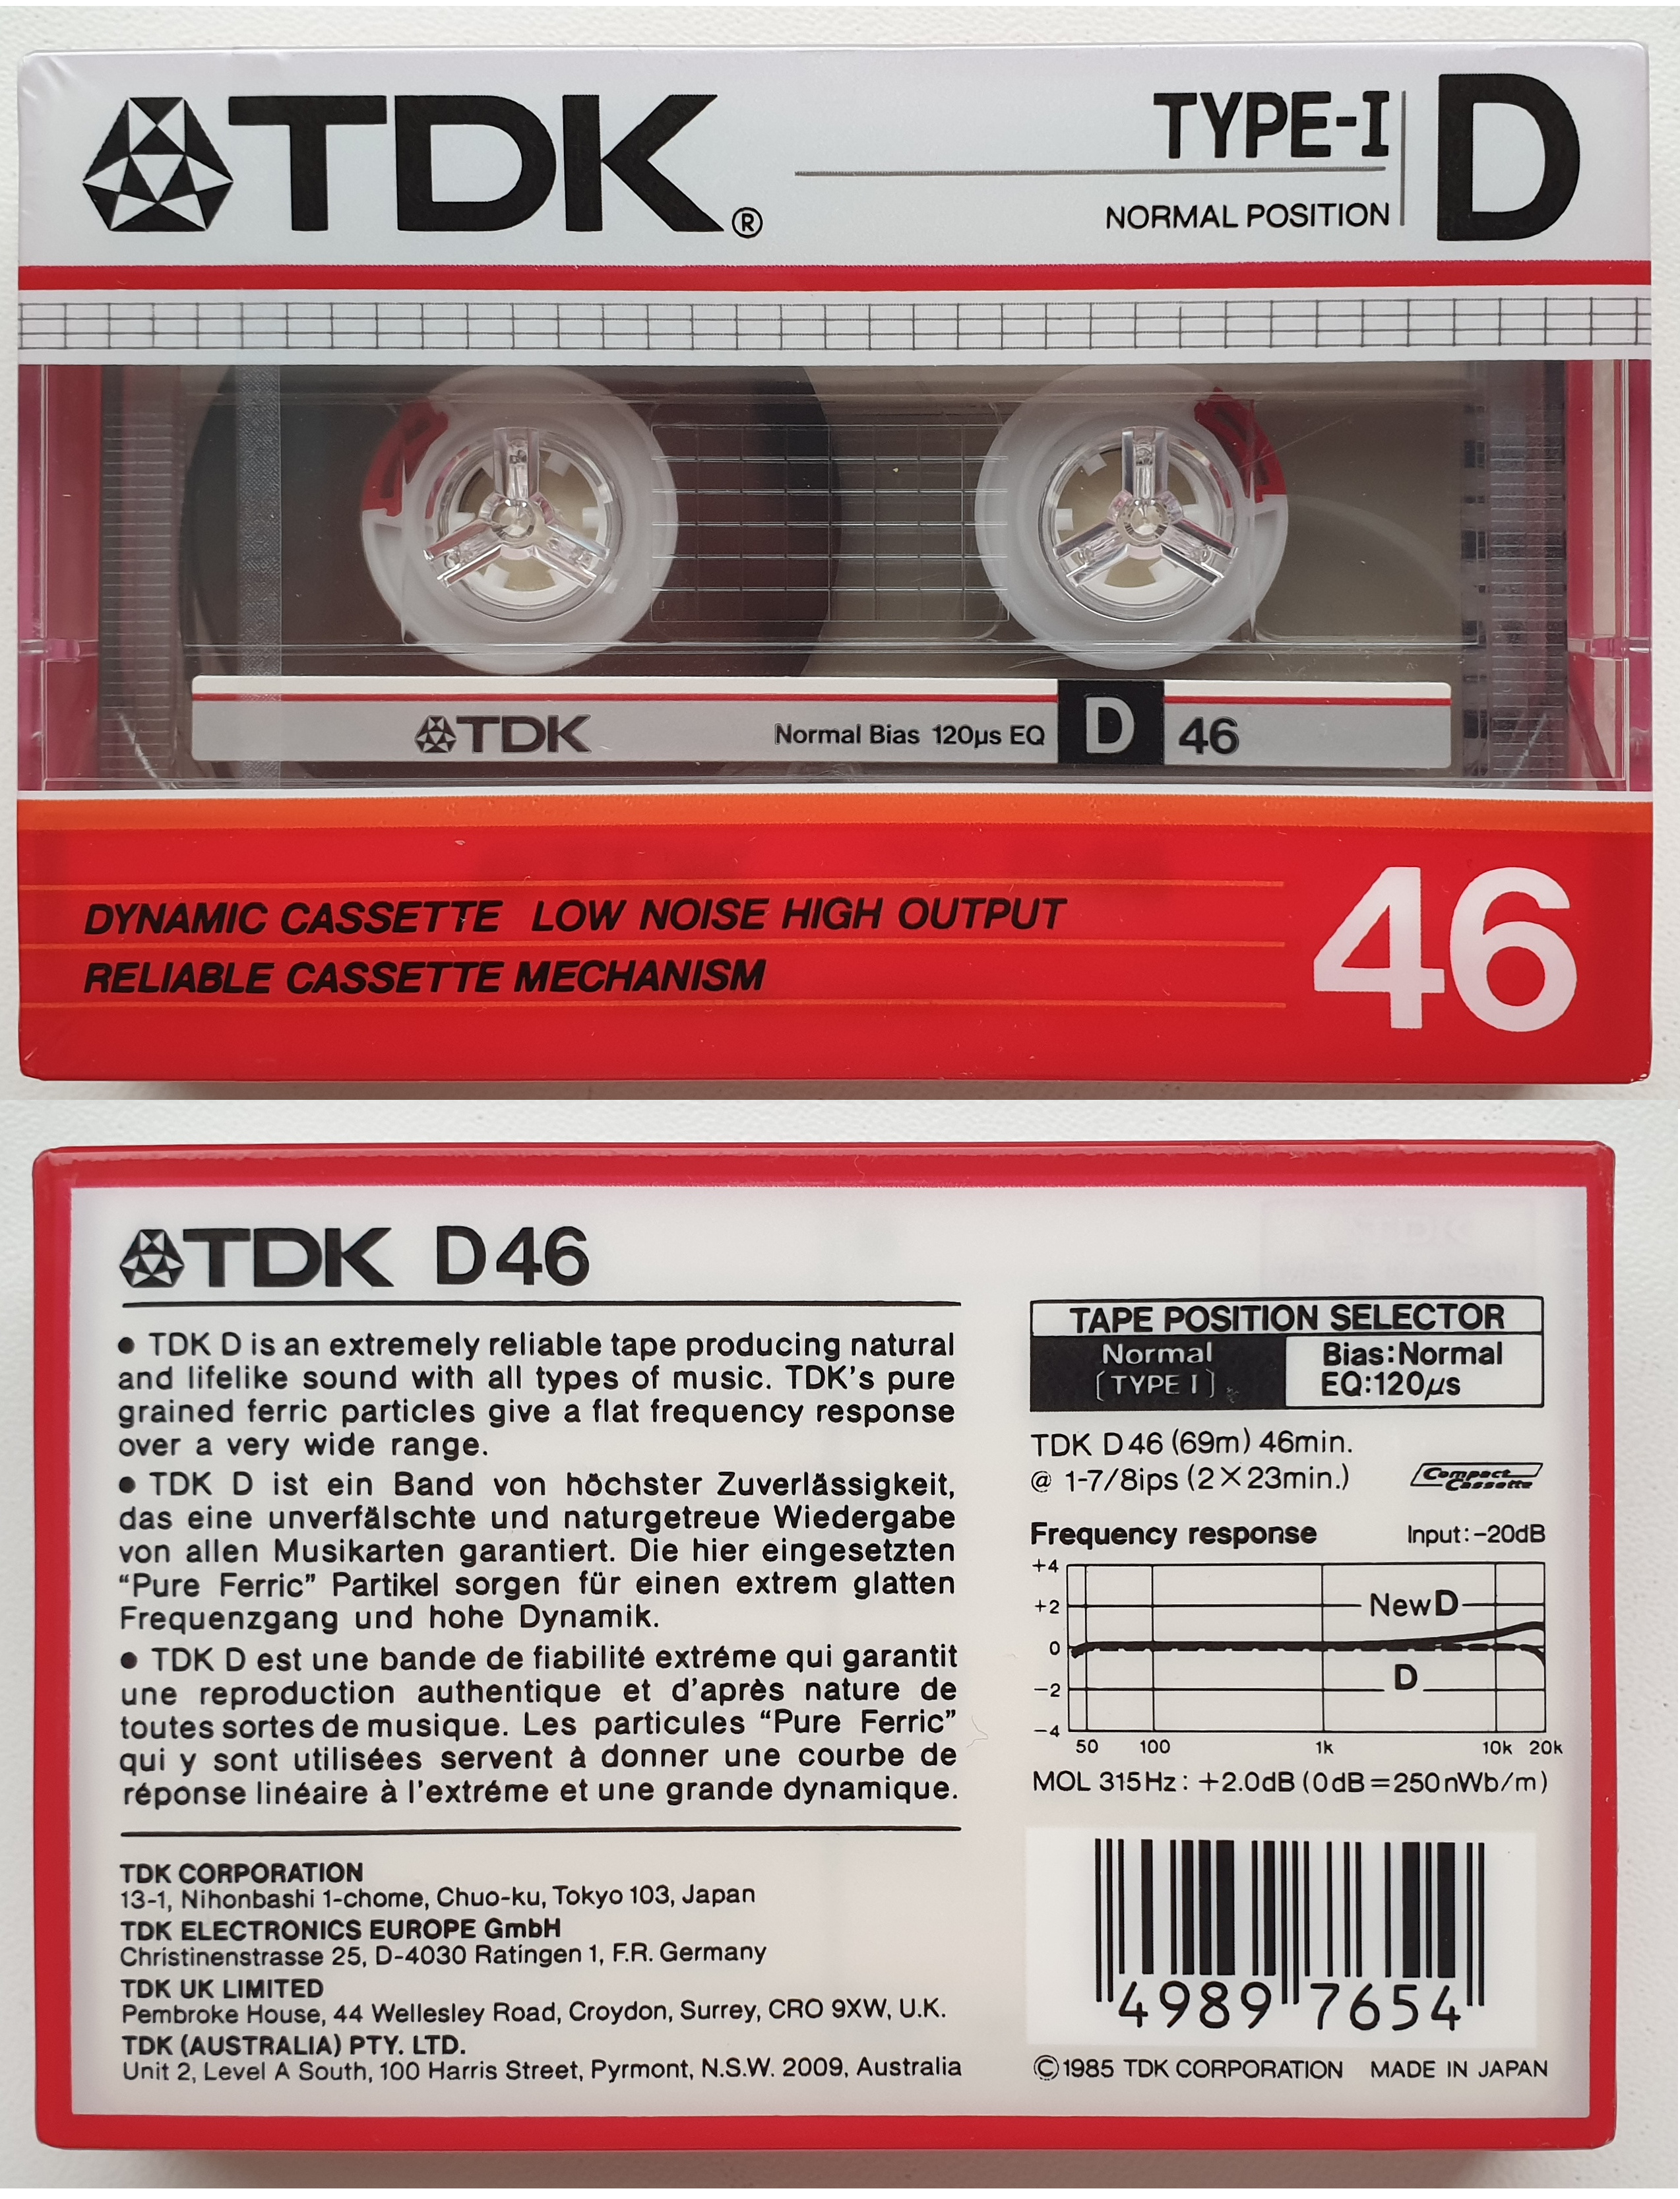 TDK®
TYPE-I
NORMAL POSITION
D
TDK
Normal Bias 120µs EQ
D
46
DYNAMIC CASSETTE LOW NOISE HIGH OUTPUT
RELIABLE CASSETTE MECHANISM
46
TDK D46
● TDK D is an extremely reliable tape producing natural
and lifelike sound with all types of music. TDK's pure
grained ferric particles give a flat frequency response
over a very wide range.
● TDK D ist ein Band von höchster Zuverlässigkeit,
das eine unverfälschte und naturgetreue Wiedergabe
von allen Musikarten garantiert. Die hier eingesetzten
“Pure Ferric” Partikel sorgen für einen extrem glatten
Frequenzgang und hohe Dynamik.
● TDK D est une bande de fiabilité extréme qui garantit
une reproduction authentique et d'après nature de
toutes sortes de musique. Les particules “Pure Ferric”
qui y sont utilisées servent à donner une courbe de
réponse linéaire à l'extréme et une grande dynamique.
TDK CORPORATION
13-1, Nihonbashi 1-chome, Chuo-ku, Tokyo 103, Japan
TDK ELECTRONICS EUROPE GmbH
Christinenstrasse 25, D-4030 Ratingen 1, F.R. Germany
TDK UK LIMITED
Pembroke House, 44 Wellesley Road, Croydon, Surrey, CRO 9XW, U.K.
TDK (AUSTRALIA) PTY. LTD.
Unit 2, Level A South, 100 Harris Street, Pyrmont, N.S.W. 2009, Australia
TAPE POSITION SELECTOR
Normal
[TYPE I]
Bias:Normal
EQ:120µs
TDK D46 (69m) 46min.
@ 1-7/8ips (2×23min.)
Compact
Cassette
Frequency response Input:-20dB
+4
+2
0
-2
-4
New D
D
50 100 1k 10k 20k
MOL 315Hz: +2.0dB (0dB=250nWb/m)
4989 7654
©1985 TDK CORPORATION MADE IN JAPAN